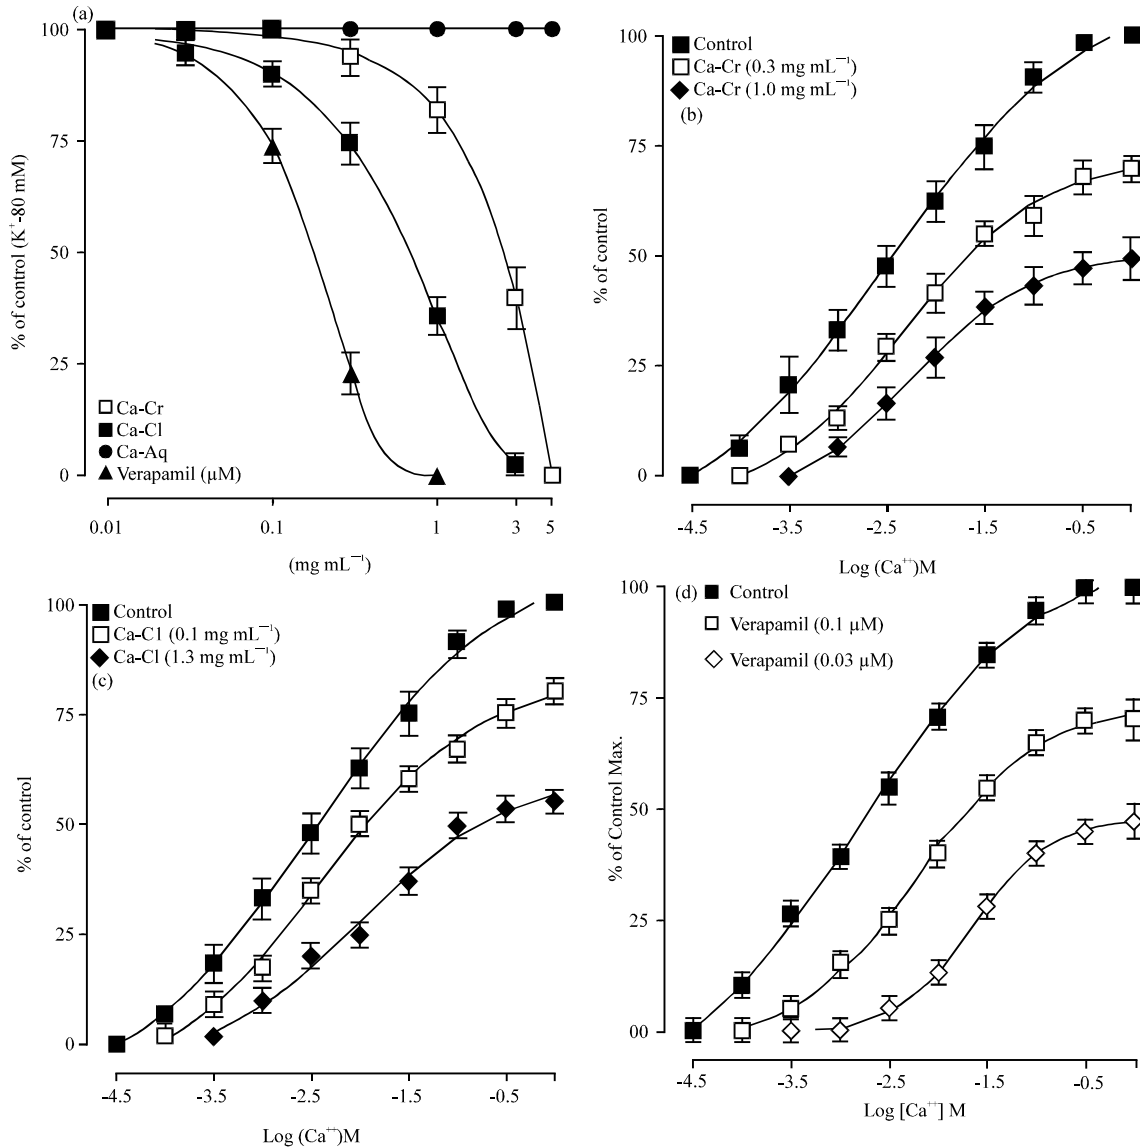 (a)
100
75
50
25
0
% of control (K⁺-80 mM)
Ca-Cr
Ca-Cl
Ca-Aq
Verapamil (µM)
0.01 0.1 1 3 5
(mg mL⁻¹)
100
75
50
25
0
% of control
Control
Ca-Cr (0.3 mg mL⁻¹)
Ca-Cr (1.0 mg mL⁻¹)
(b)
-4.5 -3.5 -2.5 -1.5 -0.5
Log (Ca⁺⁺)M
100
75
50
25
0
% of control
Control
Ca-C1 (0.1 mg mL⁻¹)
Ca-Cl (1.3 mg mL⁻¹)
(c)
-4.5 -3.5 -2.5 -1.5 -0.5
Log (Ca⁺⁺)M
(d)
100
75
50
25
00
% of Control Max.
Control
Verapamil (0.1 µM)
Verapamil (0.03 µM)
-4.5 -3.5 -2.5 -1.5 -0.5
Log [Ca⁺⁺] M